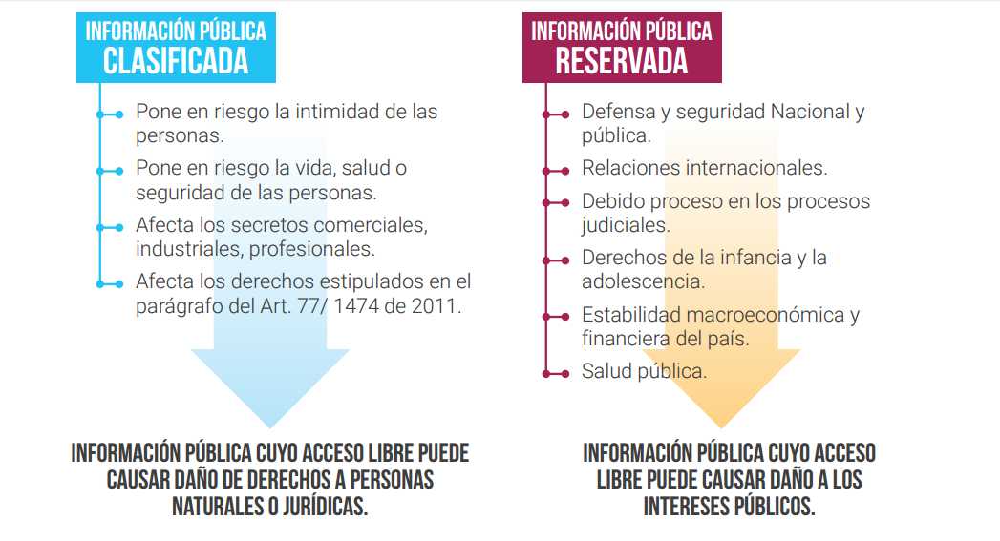 INFORMACIÓN PÚBLICA
CLASIFICADA
Pone en riesgo la intimidad de las
personas.
Pone en riesgo la vida, salud o
seguridad de las personas.
Afecta los secretos comerciales,
industriales, profesionales.
Afecta los derechos estipulados en el
parágrafo del Art. 77/ 1474 de 2011.
INFORMACIÓN PÚBLICA CUYO ACCESO LIBRE PUEDE
CAUSAR DAÑO DE DERECHOS A PERSONAS
NATURALES O JURÍDICAS.
INFORMACIÓN PÚBLICA
RESERVADA
Defensa y seguridad Nacional y
pública.
Relaciones internacionales.
Debido proceso en los procesos
judiciales.
Derechos de la infancia y la
adolescencia.
Estabilidad macroeconómica y
financiera del país.
Salud pública.
INFORMACIÓN PÚBLICA CUYO ACCESO
LIBRE PUEDE CAUSAR DAÑO A LOS
INTERESES PÚBLICOS.